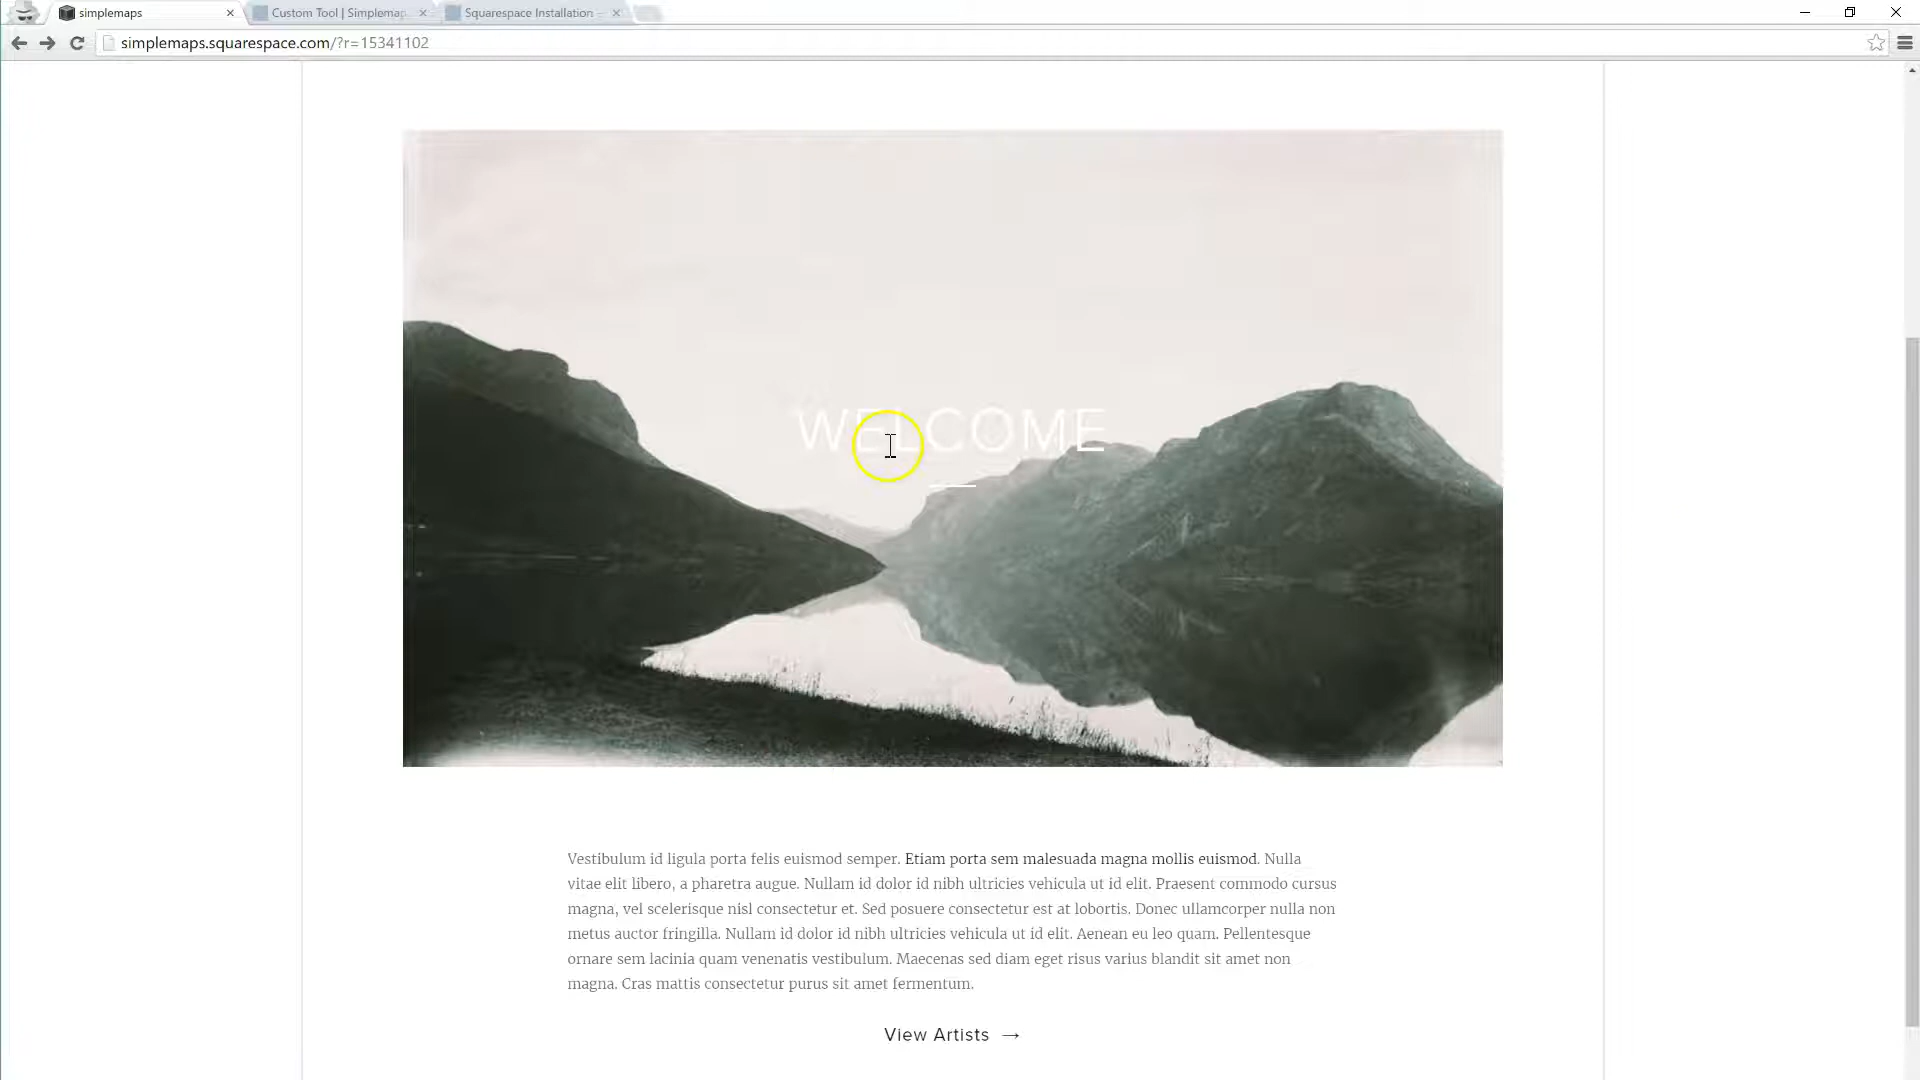 simplemaps
Custom Tool | Simplemap
Squarespace Installation
simplemaps.squarespace.com/?r=15341102
WELCOME
Vestibulum id ligula porta felis euismod semper. Etiam porta sem malesuada magna mollis euismod. Nulla
vitae elit libero, a pharetra augue. Nullam id dolor id nibh ultricies vehicula ut id elit. Praesent commodo cursus
magna, vel scelerisque nisl consectetur et. Sed posuere consectetur est at lobortis. Donec ullamcorper nulla non
metus auctor fringilla. Nullam id dolor id nibh ultricies vehicula ut id elit. Aenean eu leo quam. Pellentesque
ornare sem lacinia quam venenatis vestibulum. Maecenas sed diam eget risus varius blandit sit amet non
magna. Cras mattis consectetur purus sit amet fermentum.
View Artists →